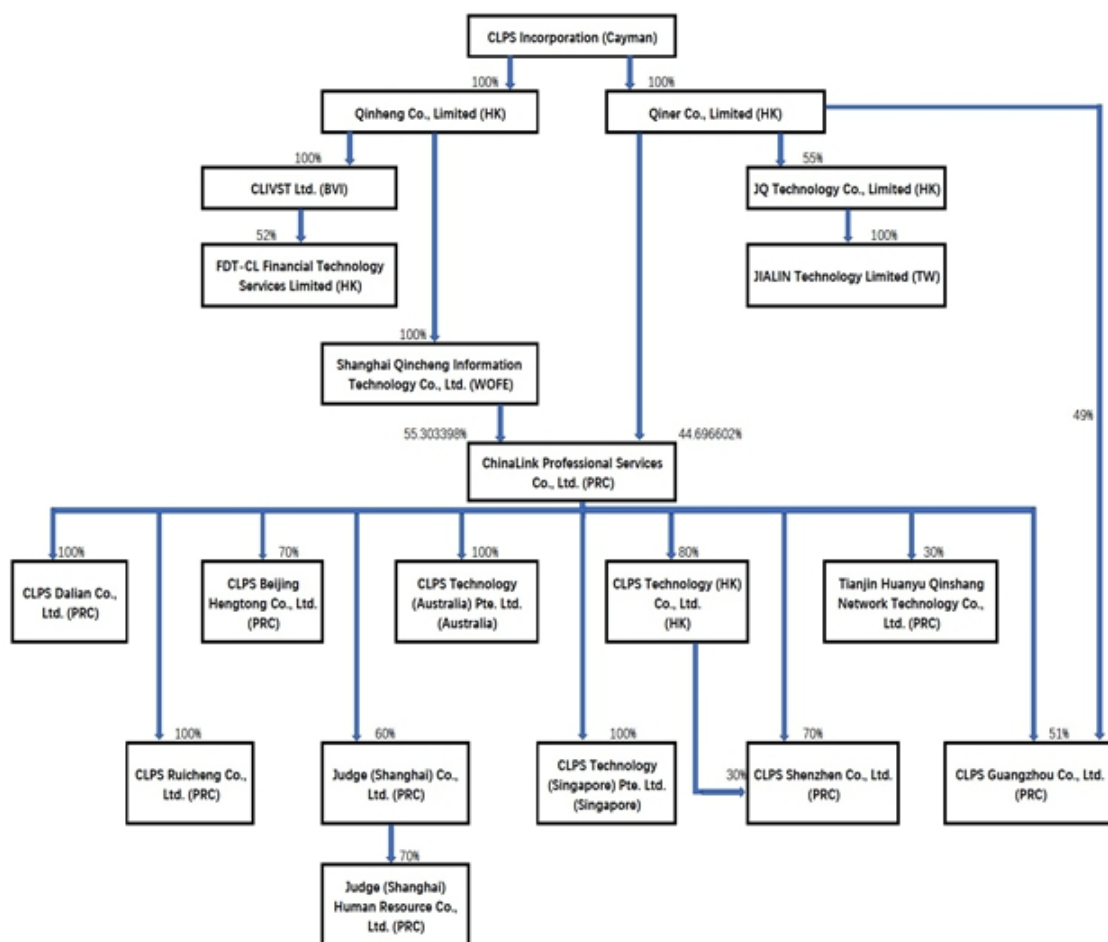 CLPS Incorporation (Cayman)
100%
100%
Qinheng Co., Limited (HK)
Qiner Co., Limited (HK)
100%
55%
CLIVST Ltd. (BVI)
JQ Technology Co., Limited (HK)
52%
100%
FDT-CL Financial Technology
Services Limited (HK)
JIALIN Technology Limited (TW)
100%
Shanghai Qincheng Information
Technology Co., Ltd. (WOFE)
49%
55.303398%
44.696602%
ChinaLink Professional Services
Co., Ltd. (PRC)
100%
70%
100%
80%
30%
CLPS Dalian Co.,
Ltd. (PRC)
CLPS Beijing
Hengtong Co., Ltd.
(PRC)
CLPS Technology
(Australia) Pte. Ltd.
(Australia)
CLPS Technology (HK)
Co., Ltd.
(HK)
Tianjin Huanyu Qinshang
Network Technology Co.,
Ltd. (PRC)
100%
60%
100%
70%
51%
CLPS Ruicheng Co.,
Ltd. (PRC)
Judge (Shanghai) Co.,
Ltd. (PRC)
CLPS Technology
(Singapore) Pte. Ltd.
(Singapore)
30%
CLPS Shenzhen Co., Ltd.
(PRC)
CLPS Guangzhou Co., Ltd.
(PRC)
70%
Judge (Shanghai)
Human Resource Co.,
Ltd. (PRC)